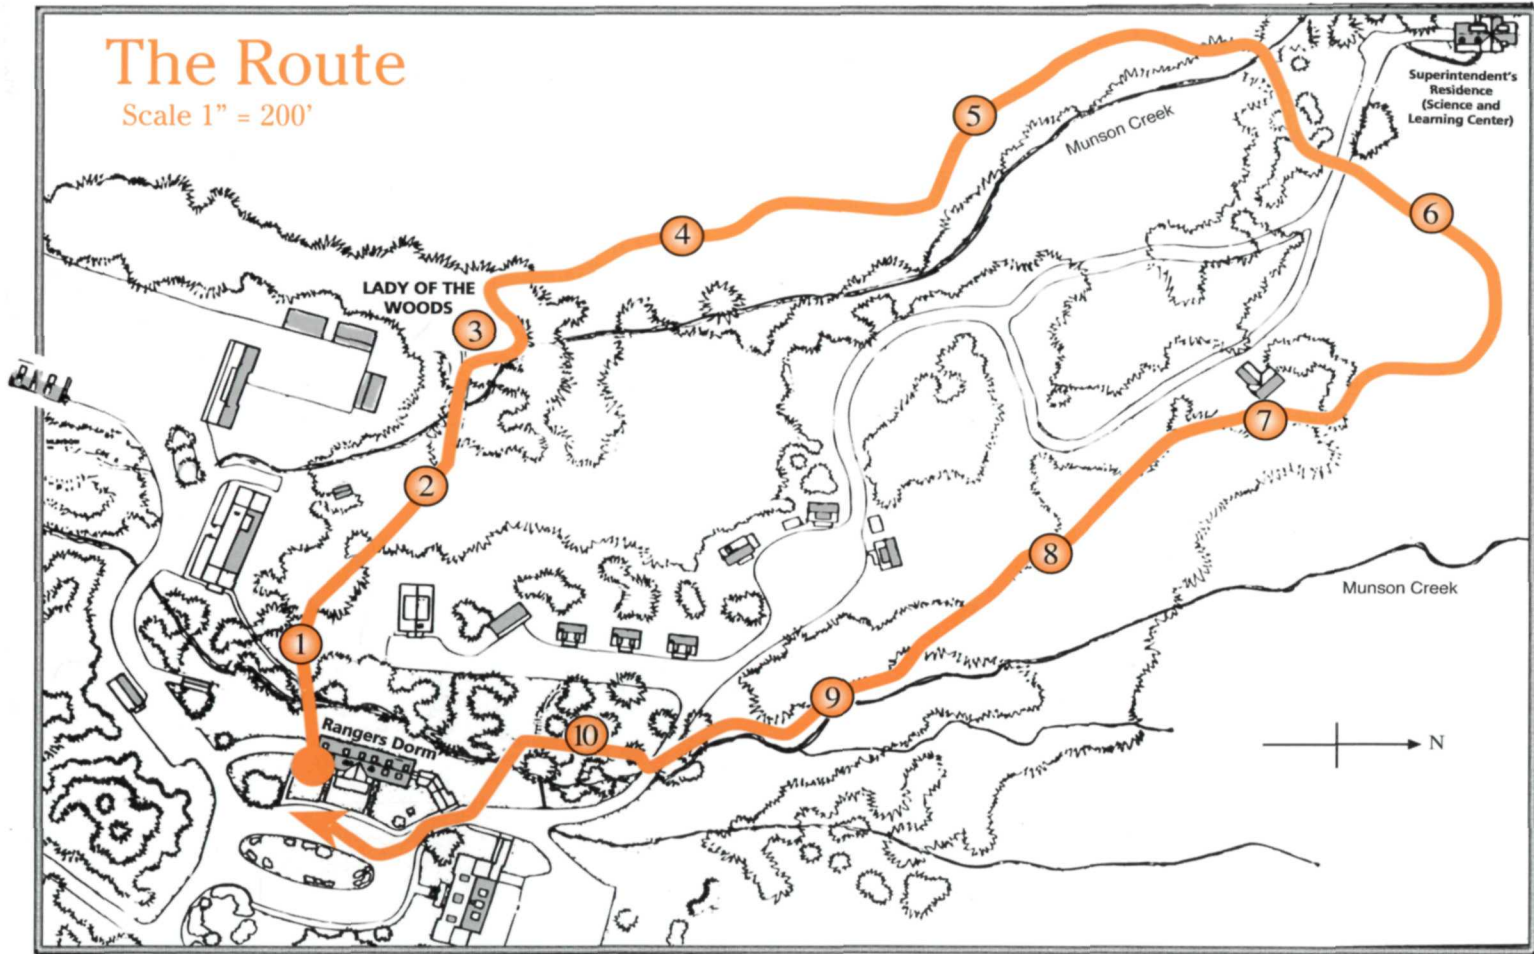 The Route
Scale 1” = 200’
Superintendent’s
Residence
(Science and
Learning Center)
5
Munson Creek
6
4
LADY OF THE
WOODS
3
7
2
8
Munson Creek
1
9
Rangers Dorm
10
N